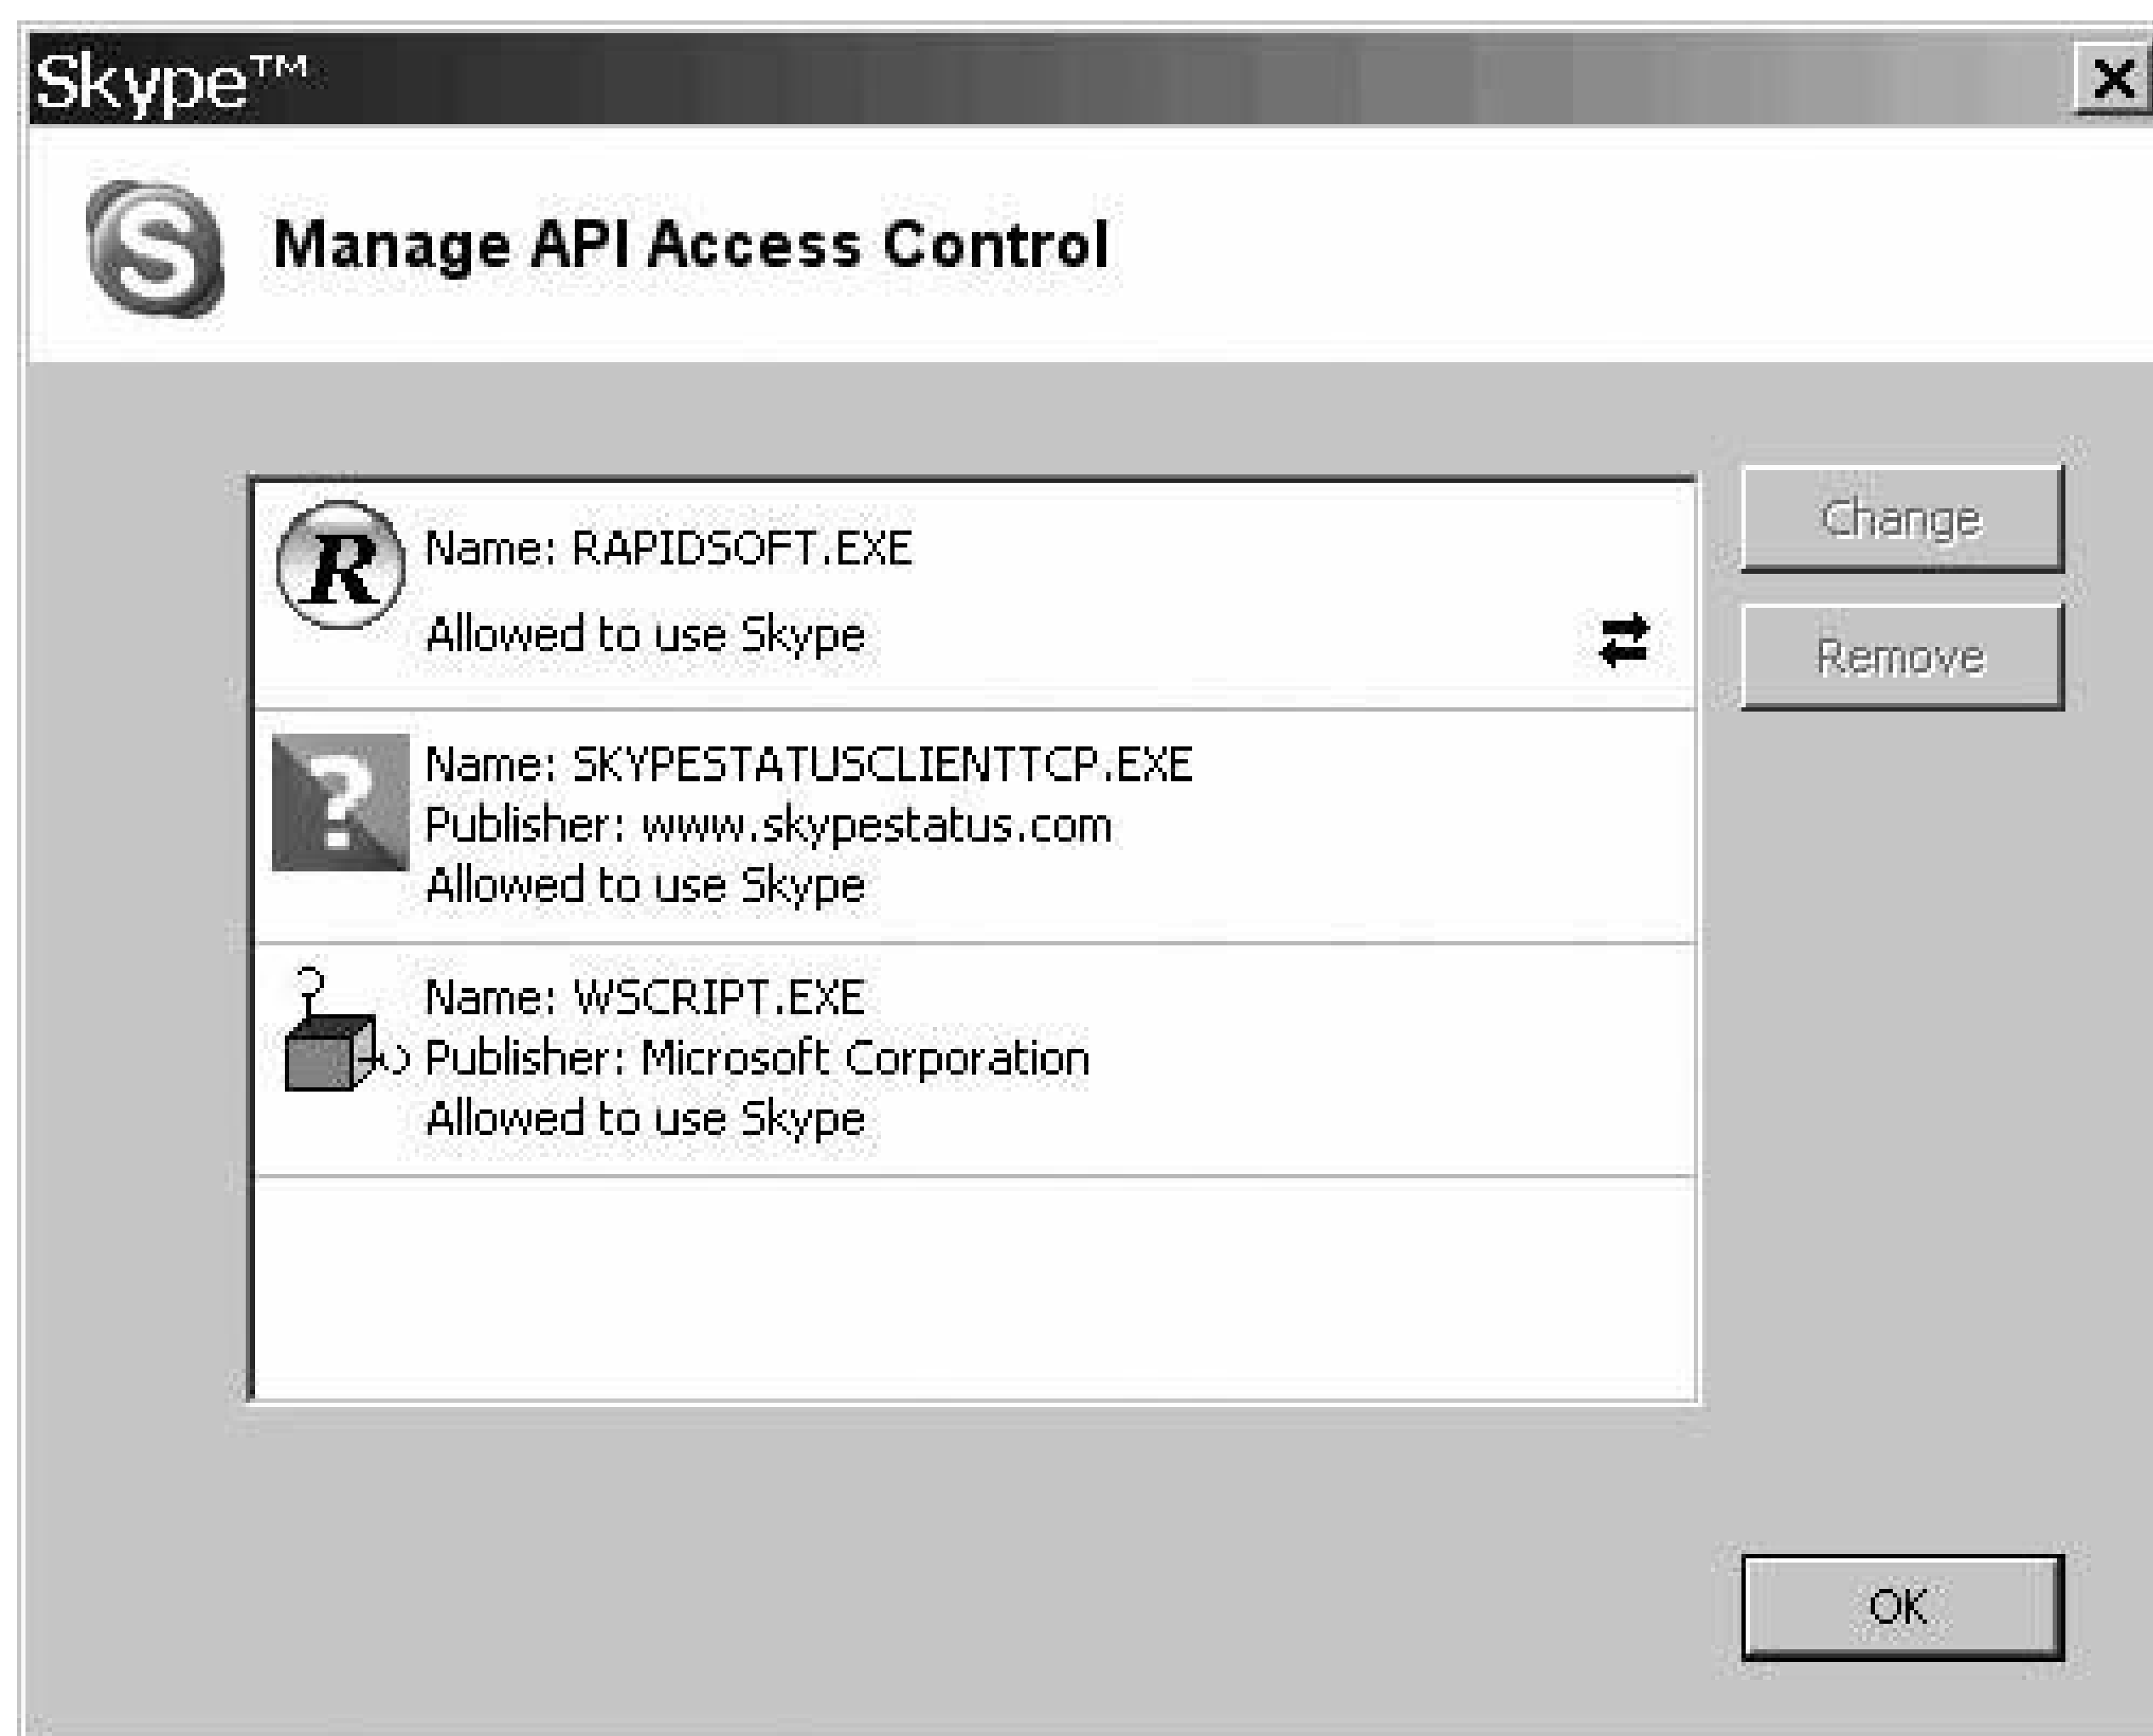 Skype™
Manage API Access Control
Name: RAPIDSOFT.EXE
Allowed to use Skype
Name: SKYPESTATUSCLIENTTCP.EXE
Publisher: www.skypestatus.com
Allowed to use Skype
Name: WSCRIPT.EXE
Publisher: Microsoft Corporation
Allowed to use Skype
Change
Remove
OK